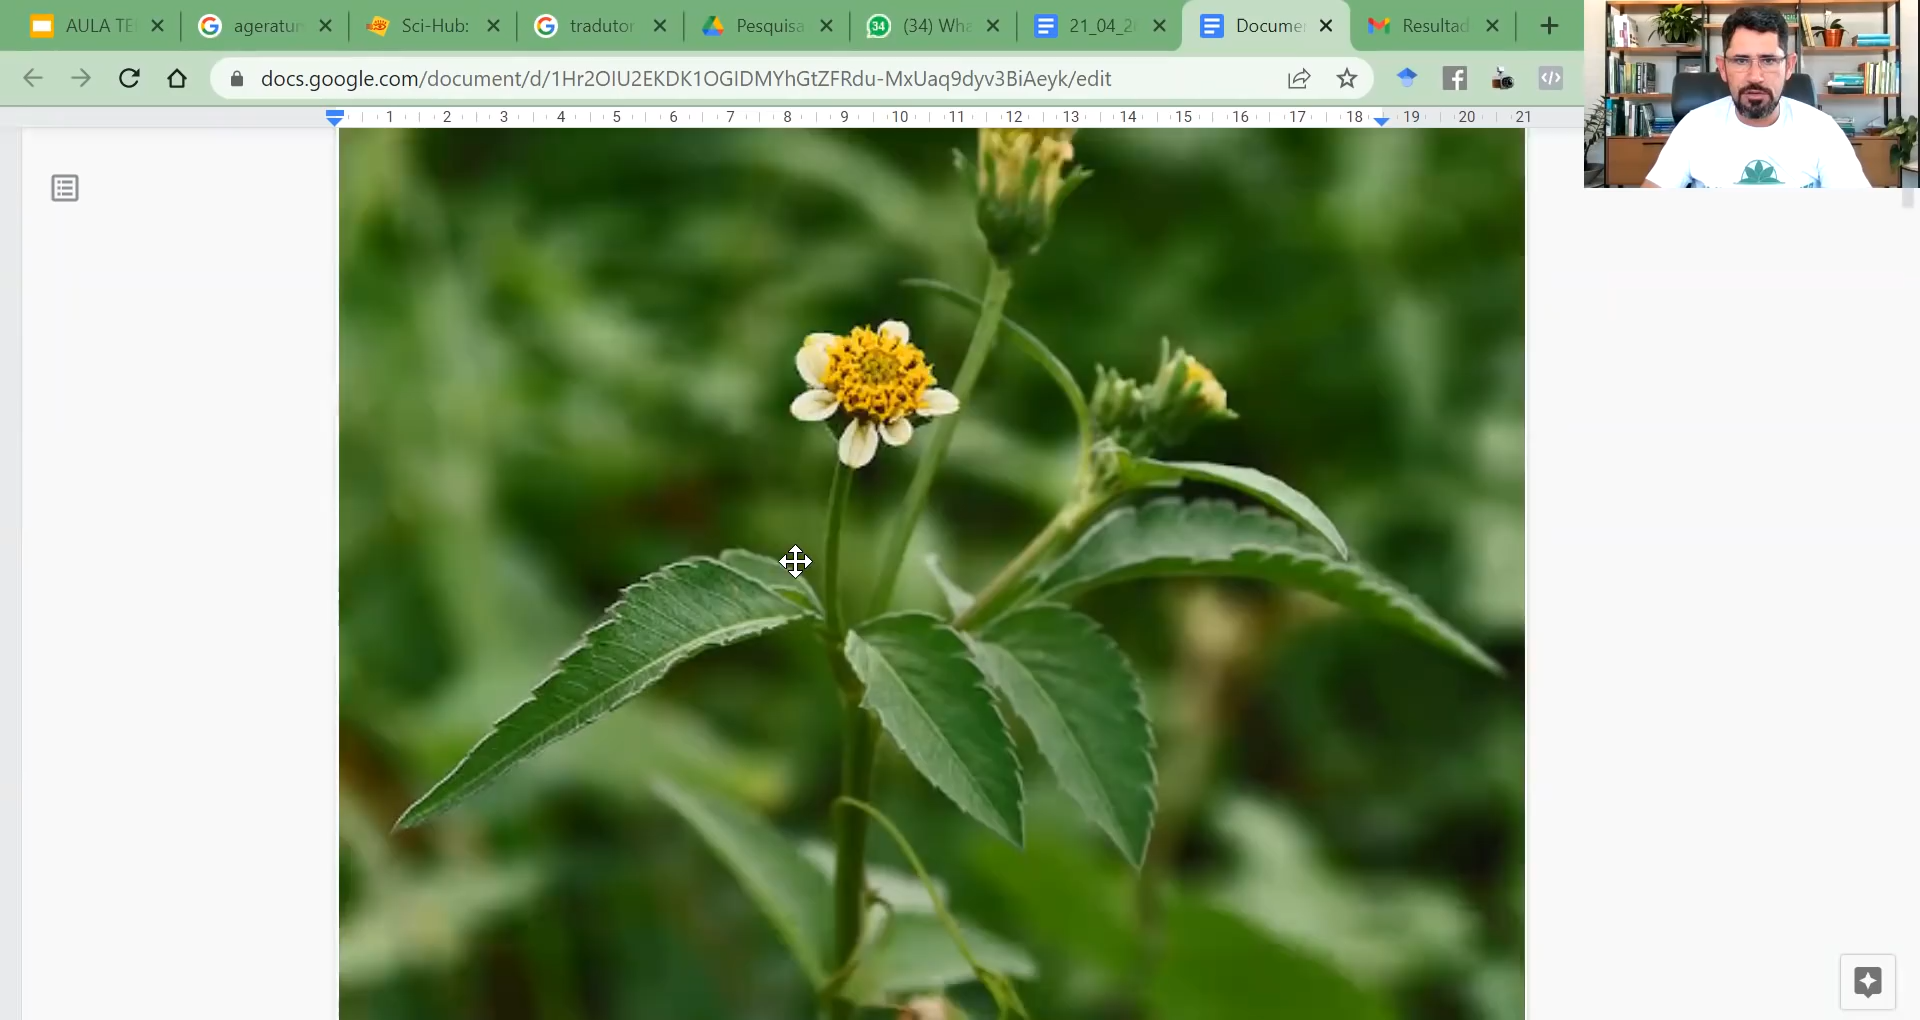 AULA TE
ageratum
Sci-Hub:
tradutor
Pesquisa
(34) Wha
21_04_2
Docume
Resultad
34
docs.google.com/document/d/1Hr2OIU2EKDK1OGIDMYhGtZFRdu-MxUaq9dyv3BiAeyk/edit
1 2 3 4 5 6 7 8 9 10 11 12 13 14 15 16 17 18 19 20 21